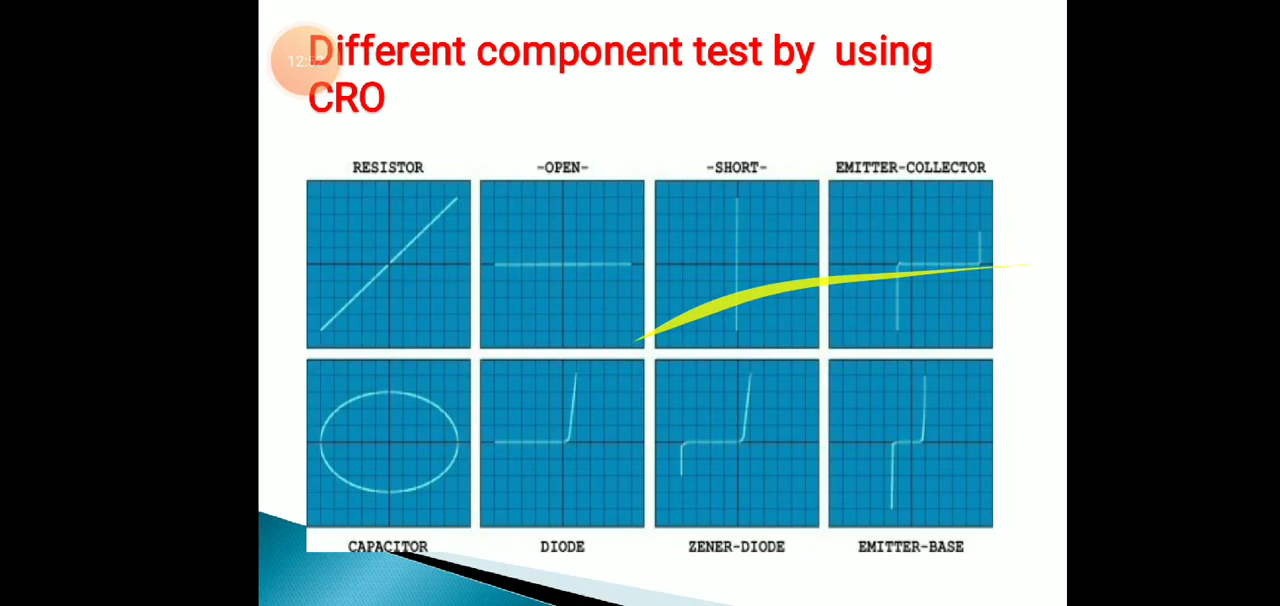 Different component test by using
CRO
RESISTOR -OPEN- -SHORT- EMITTER-COLLECTOR
CAPACITOR DIODE ZENER-DIODE EMITTER-BASE